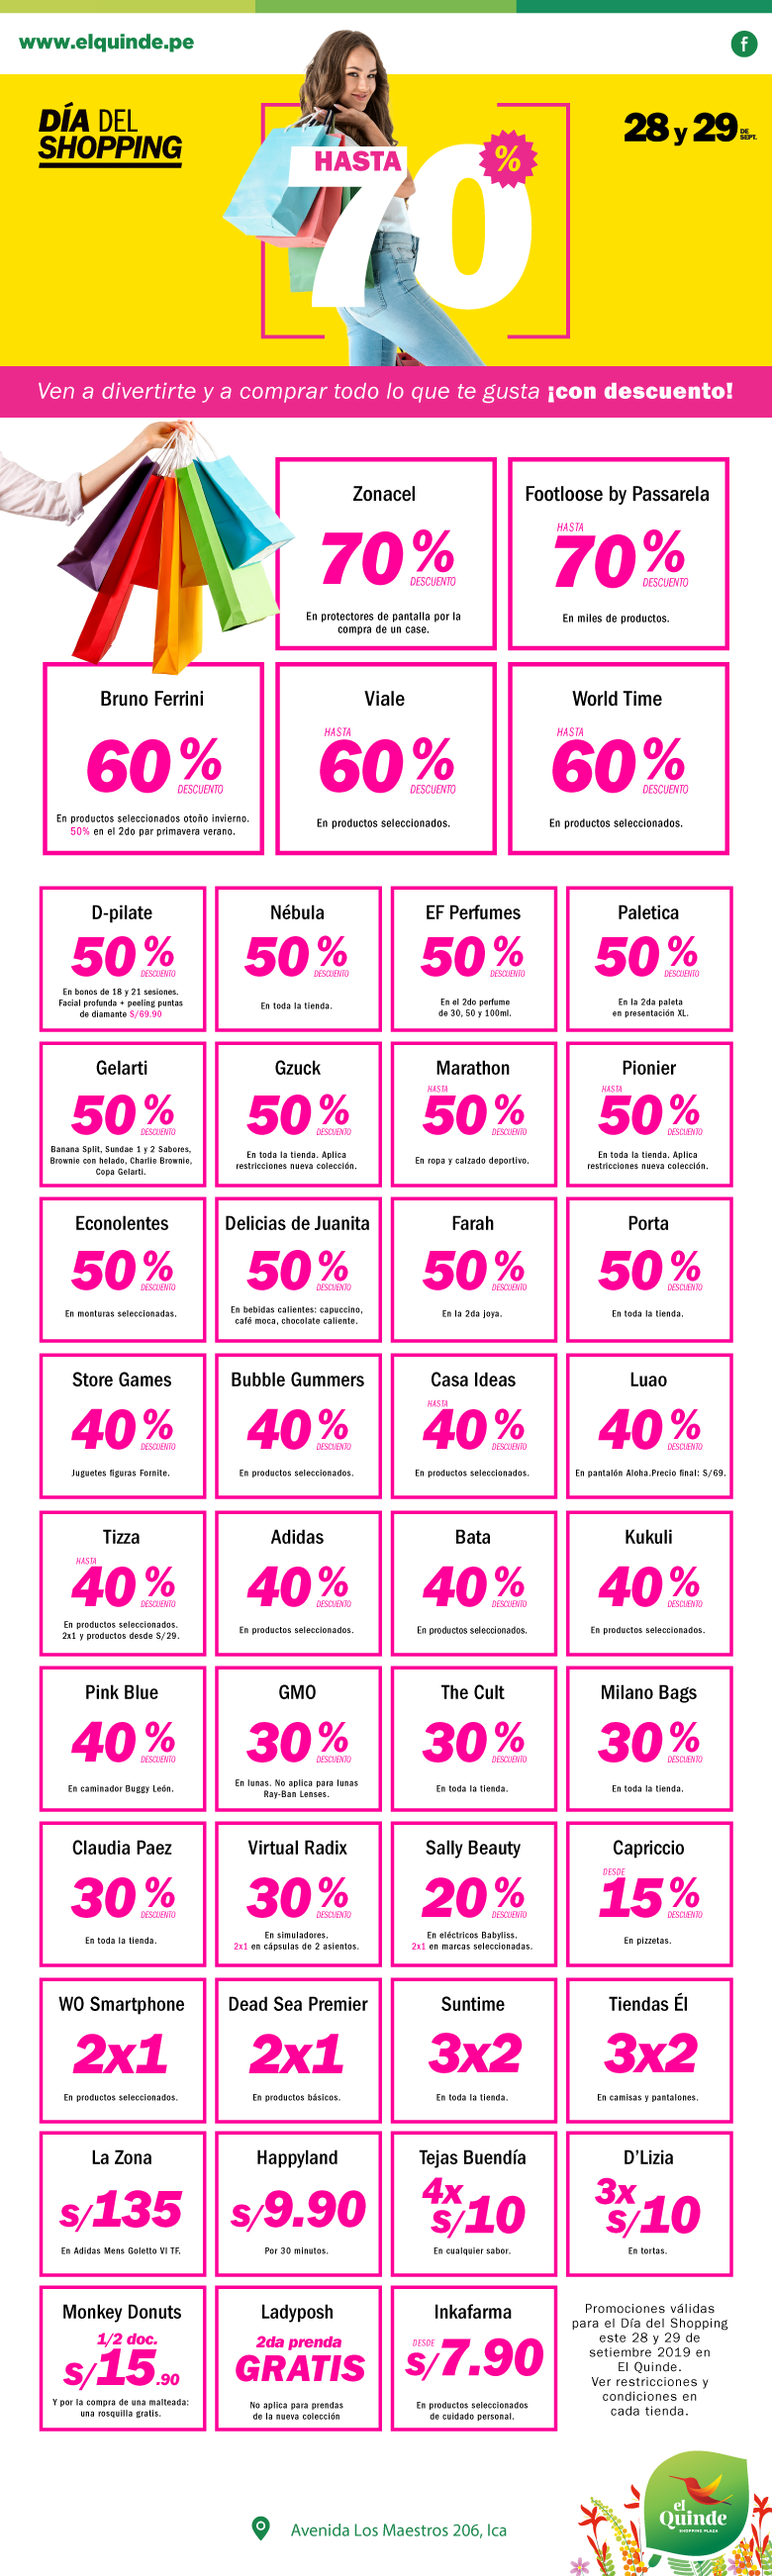 www.elquinde.pe
f
DÍA DEL
SHOPPING
HASTA
70%
28 y 29 DE SEPT.
Ven a divertirte y a comprar todo lo que te gusta ¡con descuento!
Zonacel
70%
DESCUENTO
En protectores de pantalla por la
compra de un case.
Footloose by Passarela
HASTA
70%
DESCUENTO
En miles de productos.
Bruno Ferrini
60%
DESCUENTO
En productos seleccionados otoño invierno.
50% en el 2do par primavera verano.
Viale
HASTA
60%
DESCUENTO
En productos seleccionados.
World Time
HASTA
60%
DESCUENTO
En productos seleccionados.
D-pilate
50%
DESCUENTO
En bonos de 18 y 21 sesiones.
Facial profunda + peeling puntas
de diamante S/69.90
Nébula
50%
DESCUENTO
En toda la tienda.
EF Perfumes
50%
DESCUENTO
En el 2do perfume
de 30, 50 y 100ml.
Paletica
50%
DESCUENTO
En la 2da paleta
en presentación XL.
Gelarti
50%
DESCUENTO
Banana Split, Sundae 1 y 2 Sabores,
Brownie con helado, Charlie Brownie,
Copa Gelarti.
Gzuck
50%
DESCUENTO
En toda la tienda. Aplica
restricciones nueva colección.
Marathon
HASTA
50%
DESCUENTO
En ropa y calzado deportivo.
Pionier
HASTA
50%
DESCUENTO
En toda la tienda. Aplica
restricciones nueva colección.
Econolentes
50%
DESCUENTO
En monturas seleccionadas.
Delicias de Juanita
50%
DESCUENTO
En bebidas calientes: capuccino,
café moca, chocolate caliente.
Farah
50%
DESCUENTO
En la 2da joya.
Porta
50%
DESCUENTO
En toda la tienda.
Store Games
40%
DESCUENTO
Juguetes figuras Fornite.
Bubble Gummers
40%
DESCUENTO
En productos seleccionados.
Casa Ideas
HASTA
40%
DESCUENTO
En productos seleccionados.
Luao
40%
DESCUENTO
En pantalón Aloha.Precio final: S/69.
Tizza
HASTA
40%
DESCUENTO
En productos seleccionados.
2x1 y productos desde S/29.
Adidas
40%
DESCUENTO
En productos seleccionados.
Bata
40%
DESCUENTO
En productos seleccionados.
Kukuli
40%
DESCUENTO
En productos seleccionados.
Pink Blue
40%
DESCUENTO
En caminador Buggy León.
GMO
30%
DESCUENTO
En lunas. No aplica para lunas
Ray-Ban Lenses.
The Cult
30%
DESCUENTO
En toda la tienda.
Milano Bags
30%
DESCUENTO
En toda la tienda.
Claudia Paez
30%
DESCUENTO
En toda la tienda.
Virtual Radix
30%
DESCUENTO
En simuladores.
2x1 en cápsulas de 2 asientos.
Sally Beauty
20%
DESCUENTO
En eléctricos Babyliss.
2x1 en marcas seleccionadas.
Capriccio
DESDE
15%
DESCUENTO
En pizzetas.
WO Smartphone
2x1
En productos seleccionados.
Dead Sea Premier
2x1
En productos básicos.
Suntime
3x2
En toda la tienda.
Tiendas Él
3x2
En camisas y pantalones.
La Zona
S/135
En Adidas Mens Goletto VI TF.
Happyland
S/9.90
Por 30 minutos.
Tejas Buendía
4x
S/10
En cualquier sabor.
D'Lizia
3x
S/10
En tortas.
Monkey Donuts
1/2 doc.
S/15.90
Y por la compra de una malteada:
una rosquilla gratis.
Ladyposh
2da prenda
GRATIS
No aplica para prendas
de la nueva colección
Inkafarma
DESDE
S/7.90
En productos seleccionados
de cuidado personal.
Promociones válidas
para el Día del Shopping
este 28 y 29 de
setiembre 2019 en
El Quinde.
Ver restricciones y
condiciones en
cada tienda.
Avenida Los Maestros 206, Ica
el
Quinde
SHOPPING PLAZA